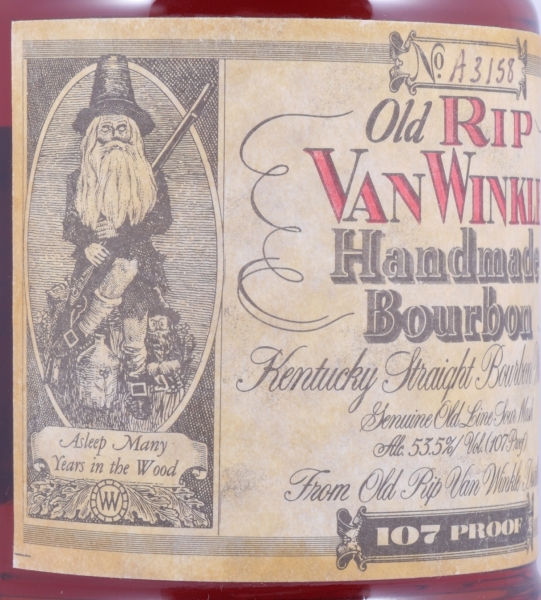 No. A3158
Old RIP
VAN WINKLE
Handmade
Bourbon
Kentucky Straight Bourbon
Genuine Old Line Sour Mash
Alc. 53.5%/Vol. (107 Proof)
From Old Rip Van Winkle
107 PROOF
Asleep Many
Years in the Wood
VW